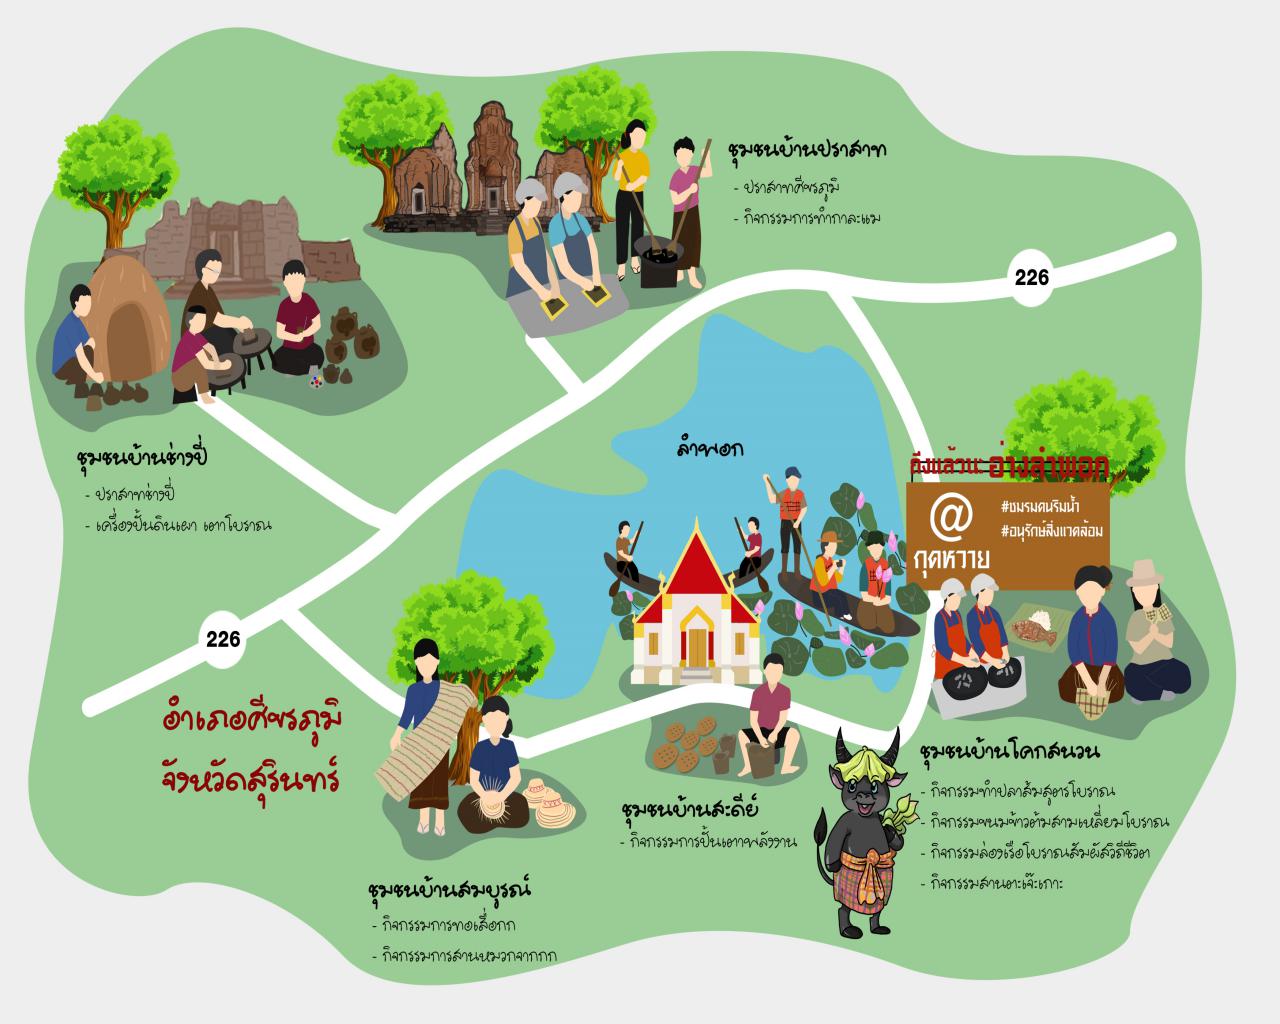 ชุมชนบ้านปราสาท
- ปราสาทศีขรภูมิ
- กิจกรรมการทำกาละแม
226
ชุมชนบ้านช่างปี่
- ปราสาทช่างปี่
- เครื่องปั้นดินเผา เตาโบราณ
ลำพอก
ตึงแล้วน: อ่างลำพอก
@
กุดหวาย
#ชมรมคนริมน้ำ
#อนุรักษ์สิ่งแวดล้อม
226
อำเภอศีขรภูมิ
จังหวัดสุรินทร์
ชุมชนบ้านโคกสนวน
- กิจกรรมทำปลาส้มสูตรโบราณ
- กิจกรรมขนมข้าวต้มสามเหลี่ยมโบราณ
- กิจกรรมล่องเรือโบราณสัมผัสวิถีชีวิต
- กิจกรรมสานตะเจ๊ะเกาะ
ชุมชนบ้านสะดีย์
- กิจกรรมการปั้นเตาพลังงาน
ชุมชนบ้านสมบูรณ์
- กิจกรรมการทอเสื่อกก
- กิจกรรมการสานหมวกจากกก